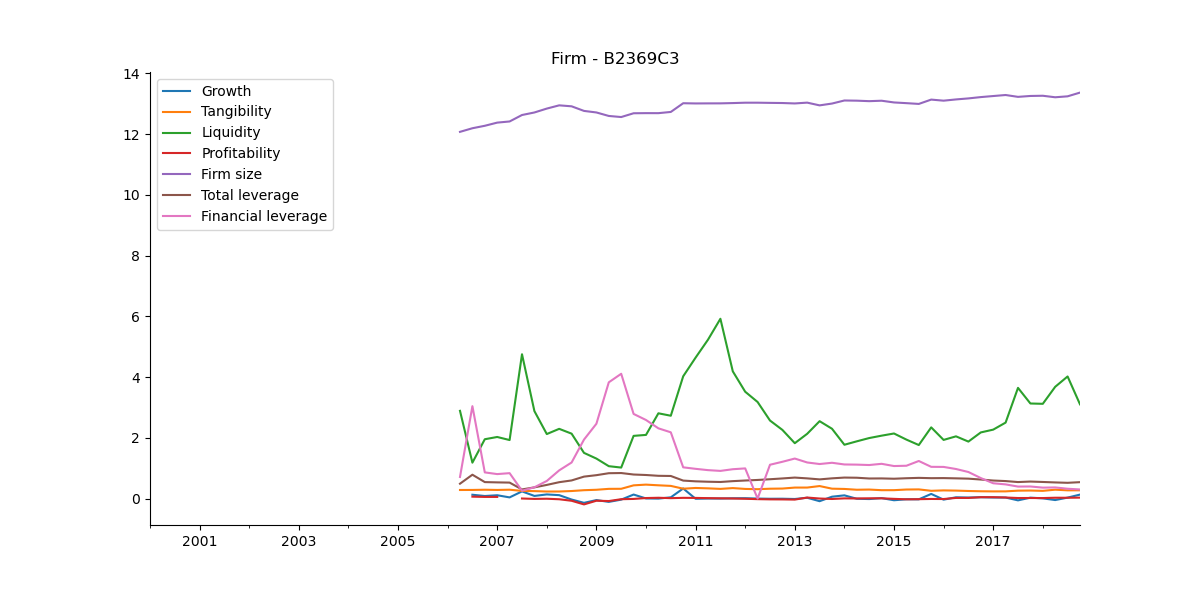 Firm - B2369C3
14
12
10
8
6
4
2
0
Growth
Tangibility
Liquidity
Profitability
Firm size
Total leverage
Financial leverage
2001 2003 2005 2007 2009 2011 2013 2015 2017